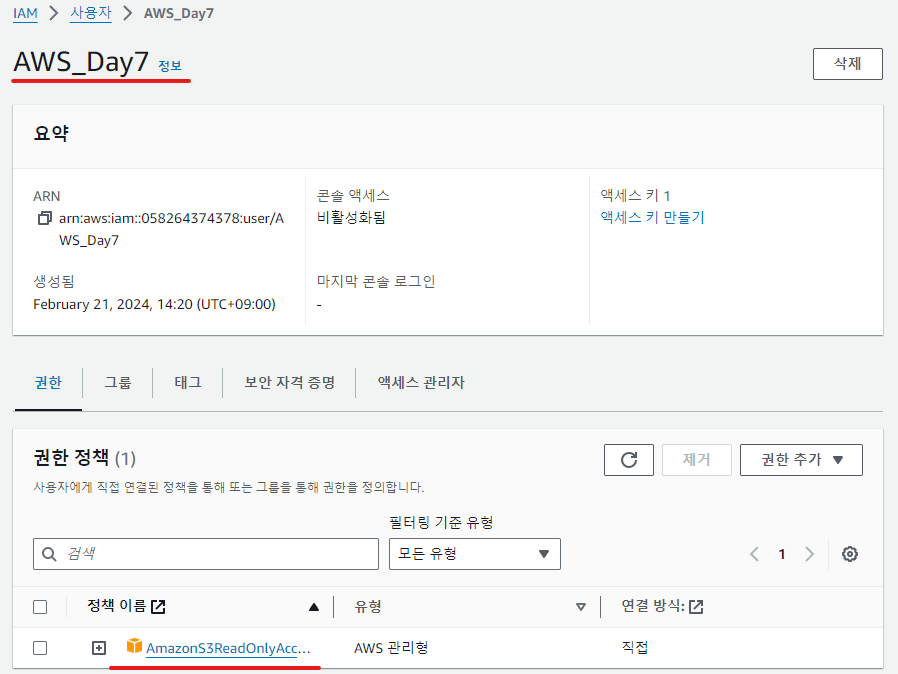 IAM > 사용자 > AWS_Day7
AWS_Day7 정보
삭제
요약
ARN
arn:aws:iam::058264374378:user/A
WS_Day7
생성됨
February 21, 2024, 14:20 (UTC+09:00)
콘솔 액세스
비활성화됨
마지막 콘솔 로그인
-
액세스 키 1
액세스 키 만들기
권한 그룹 태그 보안 자격 증명 액세스 관리자
권한 정책 (1)
제거 권한 추가
사용자에게 직접 연결된 정책을 통해 또는 그룹을 통해 권한을 정의합니다.
필터링 기준 유형
검색 모든 유형 1
정책 이름 유형 연결 방식:
AmazonS3ReadOnlyAcc... AWS 관리형 직접